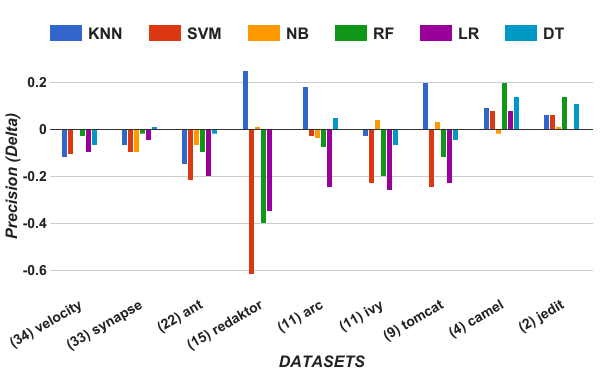 KNN SVM NB RF LR DT
Precision (Delta)
0.2
0
-0.2
-0.4
-0.6
(34) velocity
(33) synapse
(22) ant
(15) redaktor
(11) arc
(11) ivy
(9) tomcat
(4) camel
(2) jedit
DATASETS